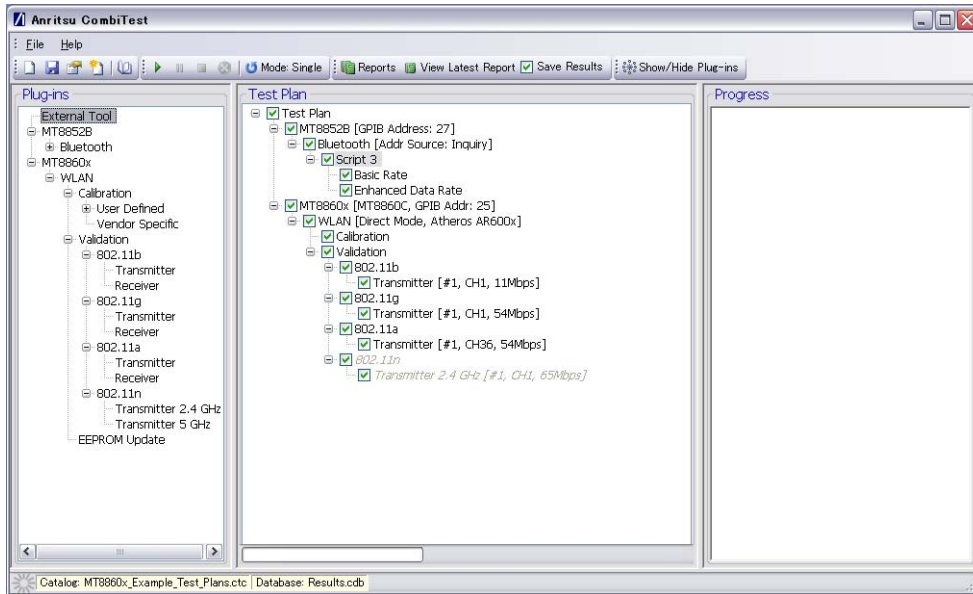 Anritsu CombiTest
File Help
Mode: Single Reports View Latest Report Save Results Show/Hide Plug-ins
Plug-ins
External Tool
MT8852B
Bluetooth
MT8860x
WLAN
Calibration
User Defined
Vendor Specific
Validation
802.11b
Transmitter
Receiver
802.11g
Transmitter
Receiver
802.11a
Transmitter
Receiver
802.11n
Transmitter 2.4 GHz
Transmitter 5 GHz
EEPROM Update
Test Plan
Test Plan
MT8852B [GPIB Address: 27]
Bluetooth [Addr Source: Inquiry]
Script 3
Basic Rate
Enhanced Data Rate
MT8860x [MT8860C, GPIB Addr: 25]
WLAN [Direct Mode, Atheros AR600x]
Calibration
Validation
802.11b
Transmitter [#1, CH1, 11Mbps]
802.11g
Transmitter [#1, CH1, 54Mbps]
802.11a
Transmitter [#1, CH36, 54Mbps]
802.11n
Transmitter 2.4 GHz [#1, CH1, 65Mbps]
Progress
Catalog: MT8860x_Example_Test_Plans.ctc Database: Results.cdb